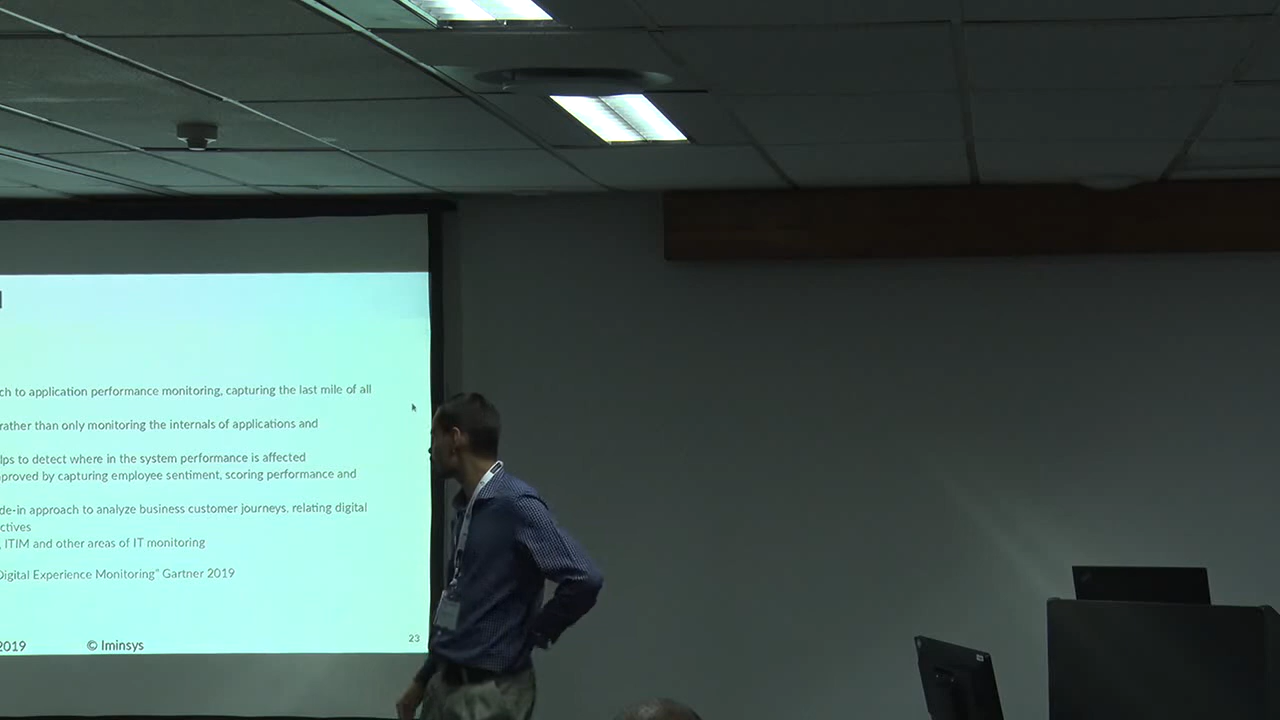 ch to application performance monitoring, capturing the last mile of all
rather than only monitoring the internals of applications and
lps to detect where in the system performance is affected
proved by capturing employee sentiment, scoring performance and
de-in approach to analyze business customer journeys, relating digital
ctives
, ITIM and other areas of IT monitoring
Digital Experience Monitoring" Gartner 2019
2019 © Iminsys 23